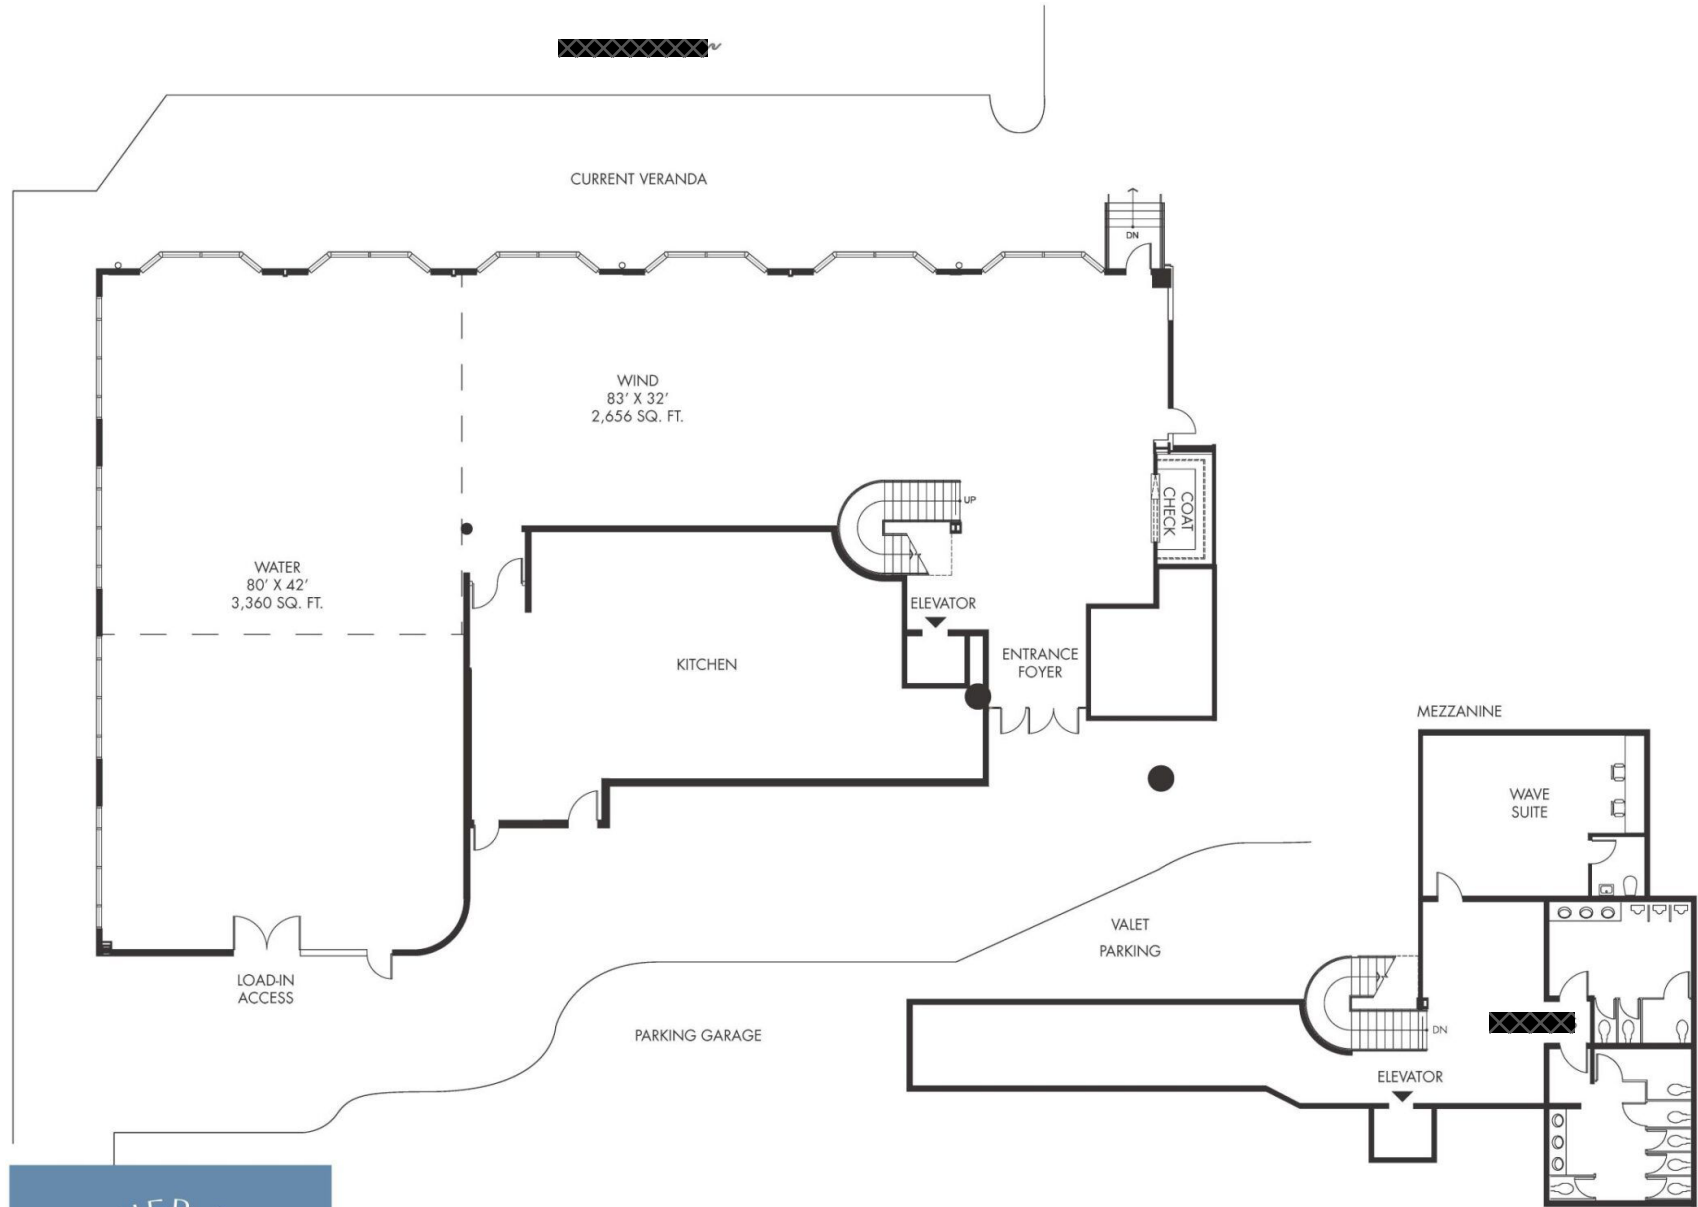 CURRENT VERANDA
DN
WIND
83' X 32'
2,656 SQ. FT.
UP
COAT
CHECK
WATER
80' X 42'
3,360 SQ. FT.
ELEVATOR
KITCHEN
ENTRANCE
FOYER
MEZZANINE
WAVE
SUITE
VALET
PARKING
LOAD-IN
ACCESS
PARKING GARAGE
DN
ELEVATOR